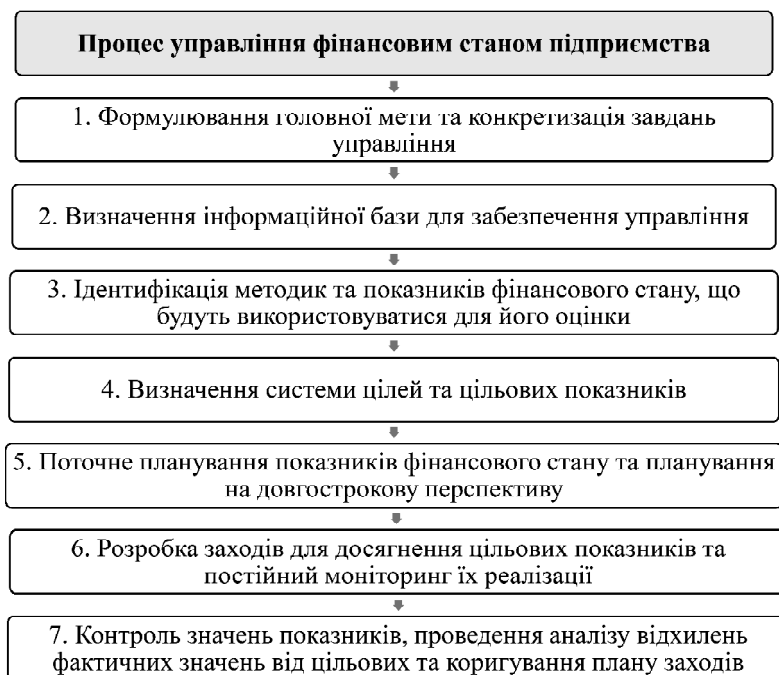 Процес управління фінансовим станом підприємства
1. Формулювання головної мети та конкретизація завдань
управління
2. Визначення інформаційної бази для забезпечення управління
3. Ідентифікація методик та показників фінансового стану, що
будуть використовуватися для його оцінки
4. Визначення системи цілей та цільових показників
5. Поточне планування показників фінансового стану та планування
на довгострокову перспективу
6. Розробка заходів для досягнення цільових показників та
постійний моніторинг їх реалізації
7. Контроль значень показників, проведення аналізу відхилень
фактичних значень від цільових та коригування плану заходів